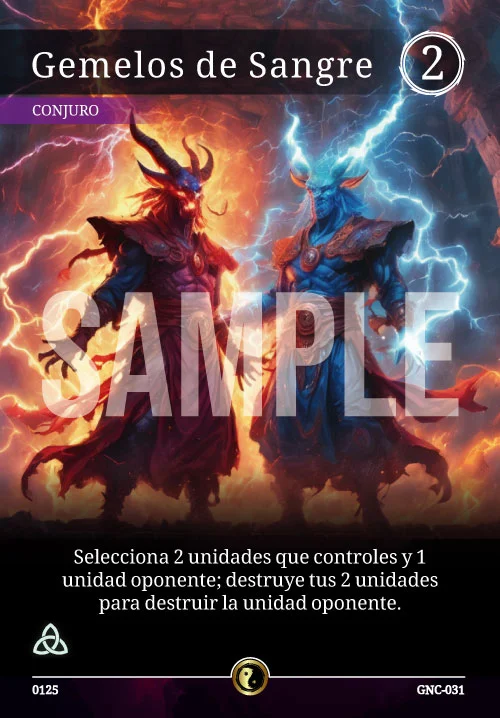 Gemelos de Sangre
2
CONJURO
SAMPLE
Selecciona 2 unidades que controles y 1
unidad oponente; destruye tus 2 unidades
para destruir la unidad oponente.
0125
GNC-031